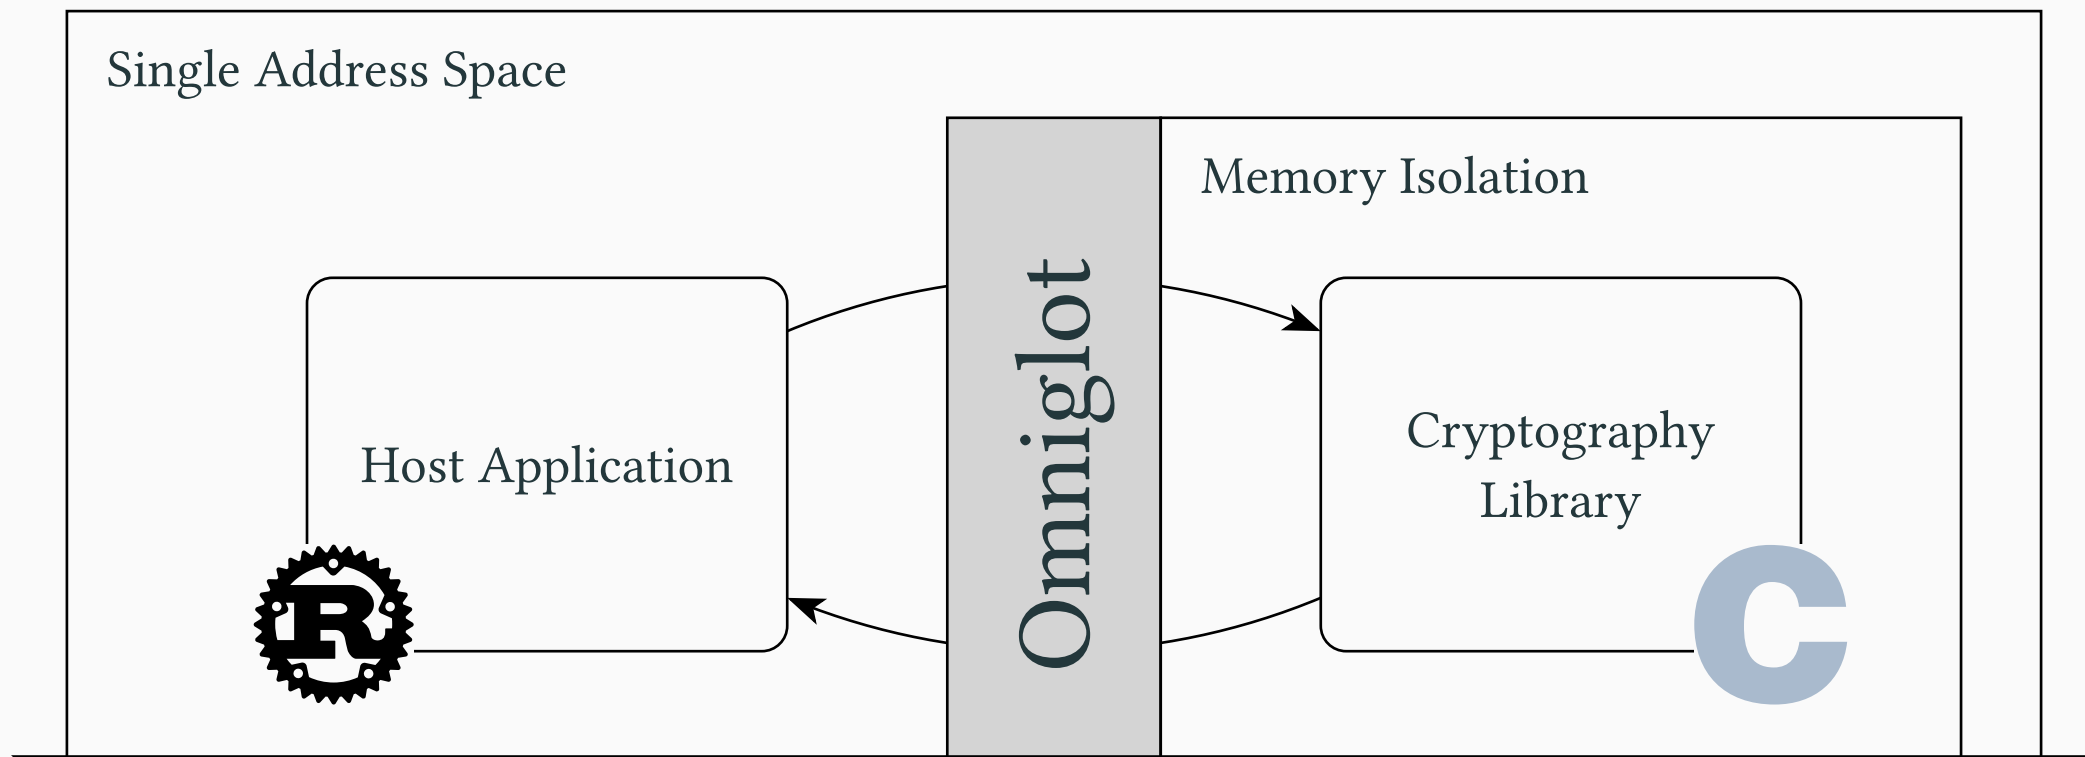 Single Address Space
Memory Isolation
Omniglot
Host Application
Cryptography
Library
R
C